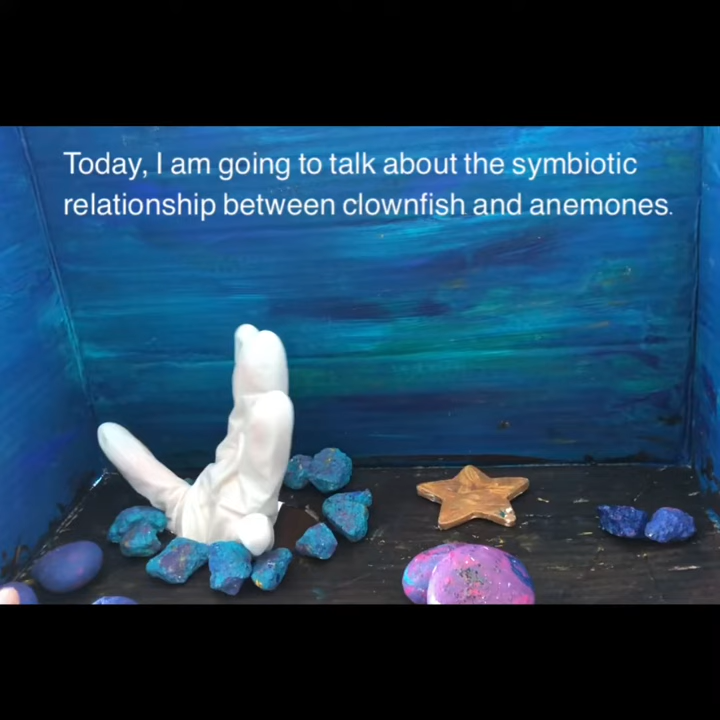 Today, I am going to talk about the symbiotic
relationship between clownfish and anemones.